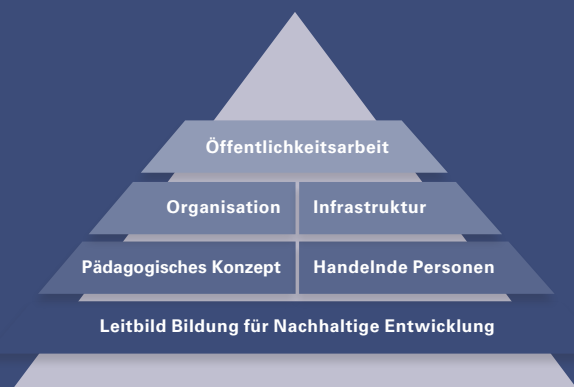 Öffentlichkeitsarbeit
Organisation
Infrastruktur
Pädagogisches Konzept
Handelnde Personen
Leitbild Bildung für Nachhaltige Entwicklung